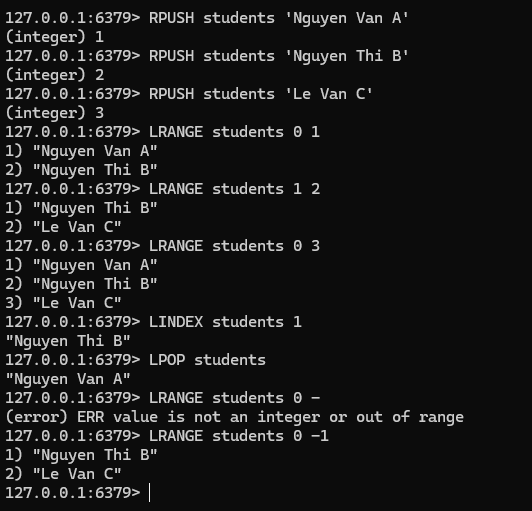 127.0.0.1:6379> RPUSH students 'Nguyen Van A'
(integer) 1
127.0.0.1:6379> RPUSH students 'Nguyen Thi B'
(integer) 2
127.0.0.1:6379> RPUSH students 'Le Van C'
(integer) 3
127.0.0.1:6379> LRANGE students 0 1
1) "Nguyen Van A"
2) "Nguyen Thi B"
127.0.0.1:6379> LRANGE students 1 2
1) "Nguyen Thi B"
2) "Le Van C"
127.0.0.1:6379> LRANGE students 0 3
1) "Nguyen Van A"
2) "Nguyen Thi B"
3) "Le Van C"
127.0.0.1:6379> LINDEX students 1
"Nguyen Thi B"
127.0.0.1:6379> LPOP students
"Nguyen Van A"
127.0.0.1:6379> LRANGE students 0 -
(error) ERR value is not an integer or out of range
127.0.0.1:6379> LRANGE students 0 -1
1) "Nguyen Thi B"
2) "Le Van C"
127.0.0.1:6379>